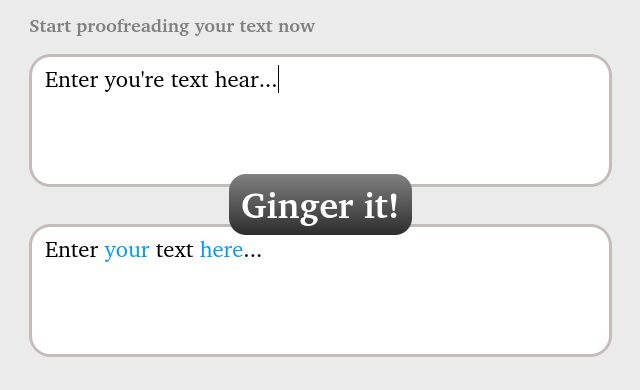 Start proofreading your text now
Enter you're text hear...
Ginger it!
Enter your text here...